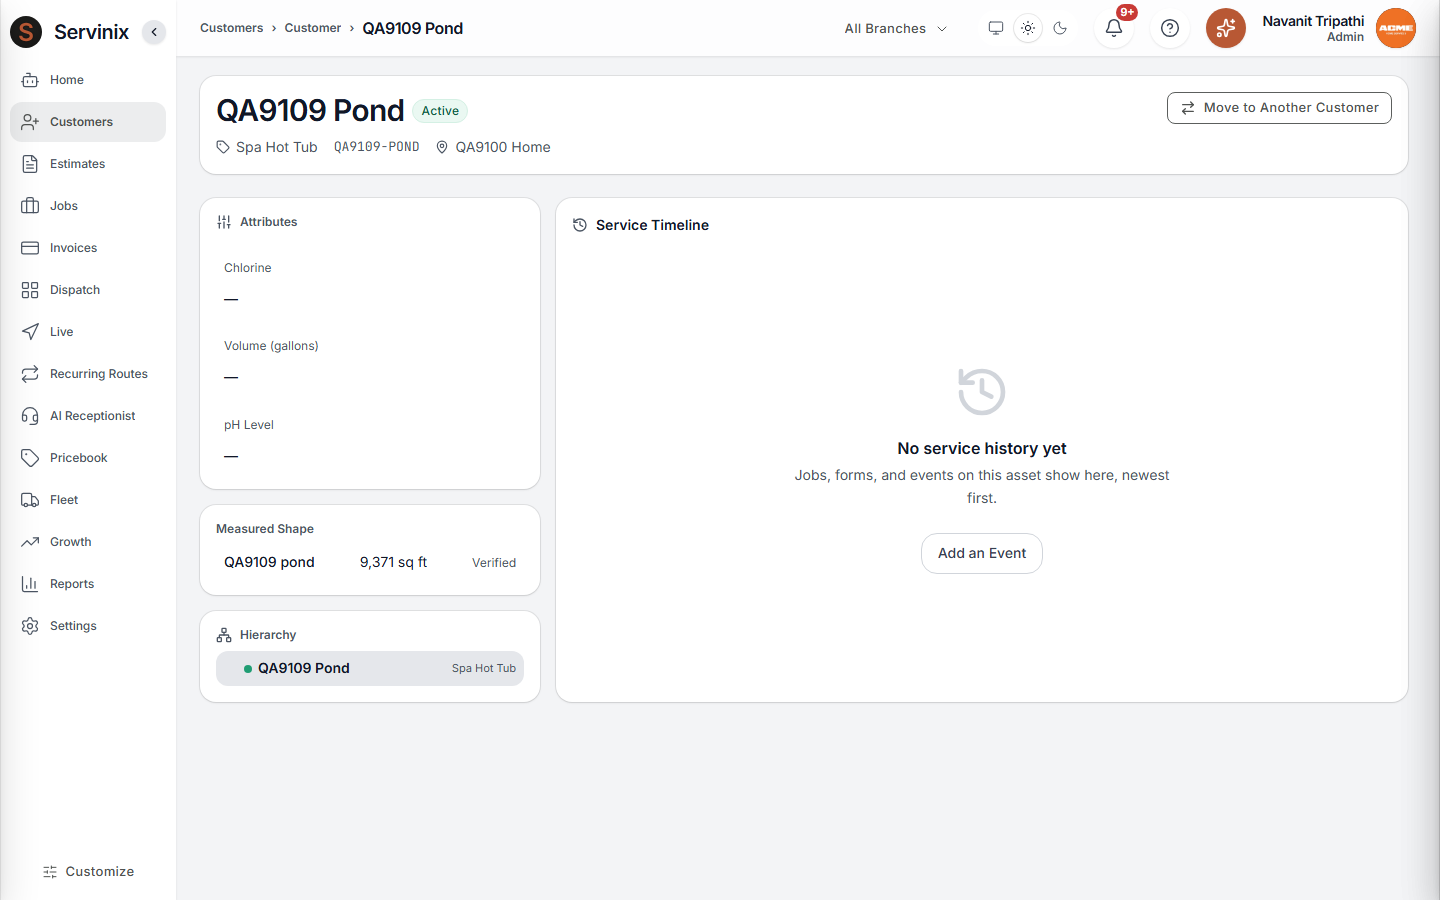 S Servinix
Customers › Customer › QA9109 Pond
All Branches
9+
Navanit Tripathi
Admin
ACME
Home
Customers
Estimates
Jobs
Invoices
Dispatch
Live
Recurring Routes
AI Receptionist
Pricebook
Fleet
Growth
Reports
Settings
Customize
QA9109 Pond Active
Move to Another Customer
Spa Hot Tub QA9109-POND QA9100 Home
Attributes
Chlorine
—
Volume (gallons)
—
pH Level
—
Measured Shape
QA9109 pond 9,371 sq ft Verified
Hierarchy
QA9109 Pond Spa Hot Tub
Service Timeline
No service history yet
Jobs, forms, and events on this asset show here, newest
first.
Add an Event